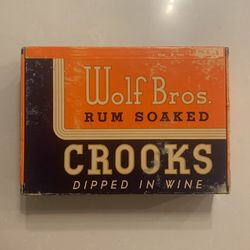 Wolf Bros.
RUM SOAKED
CROOKS
DIPPED IN WINE